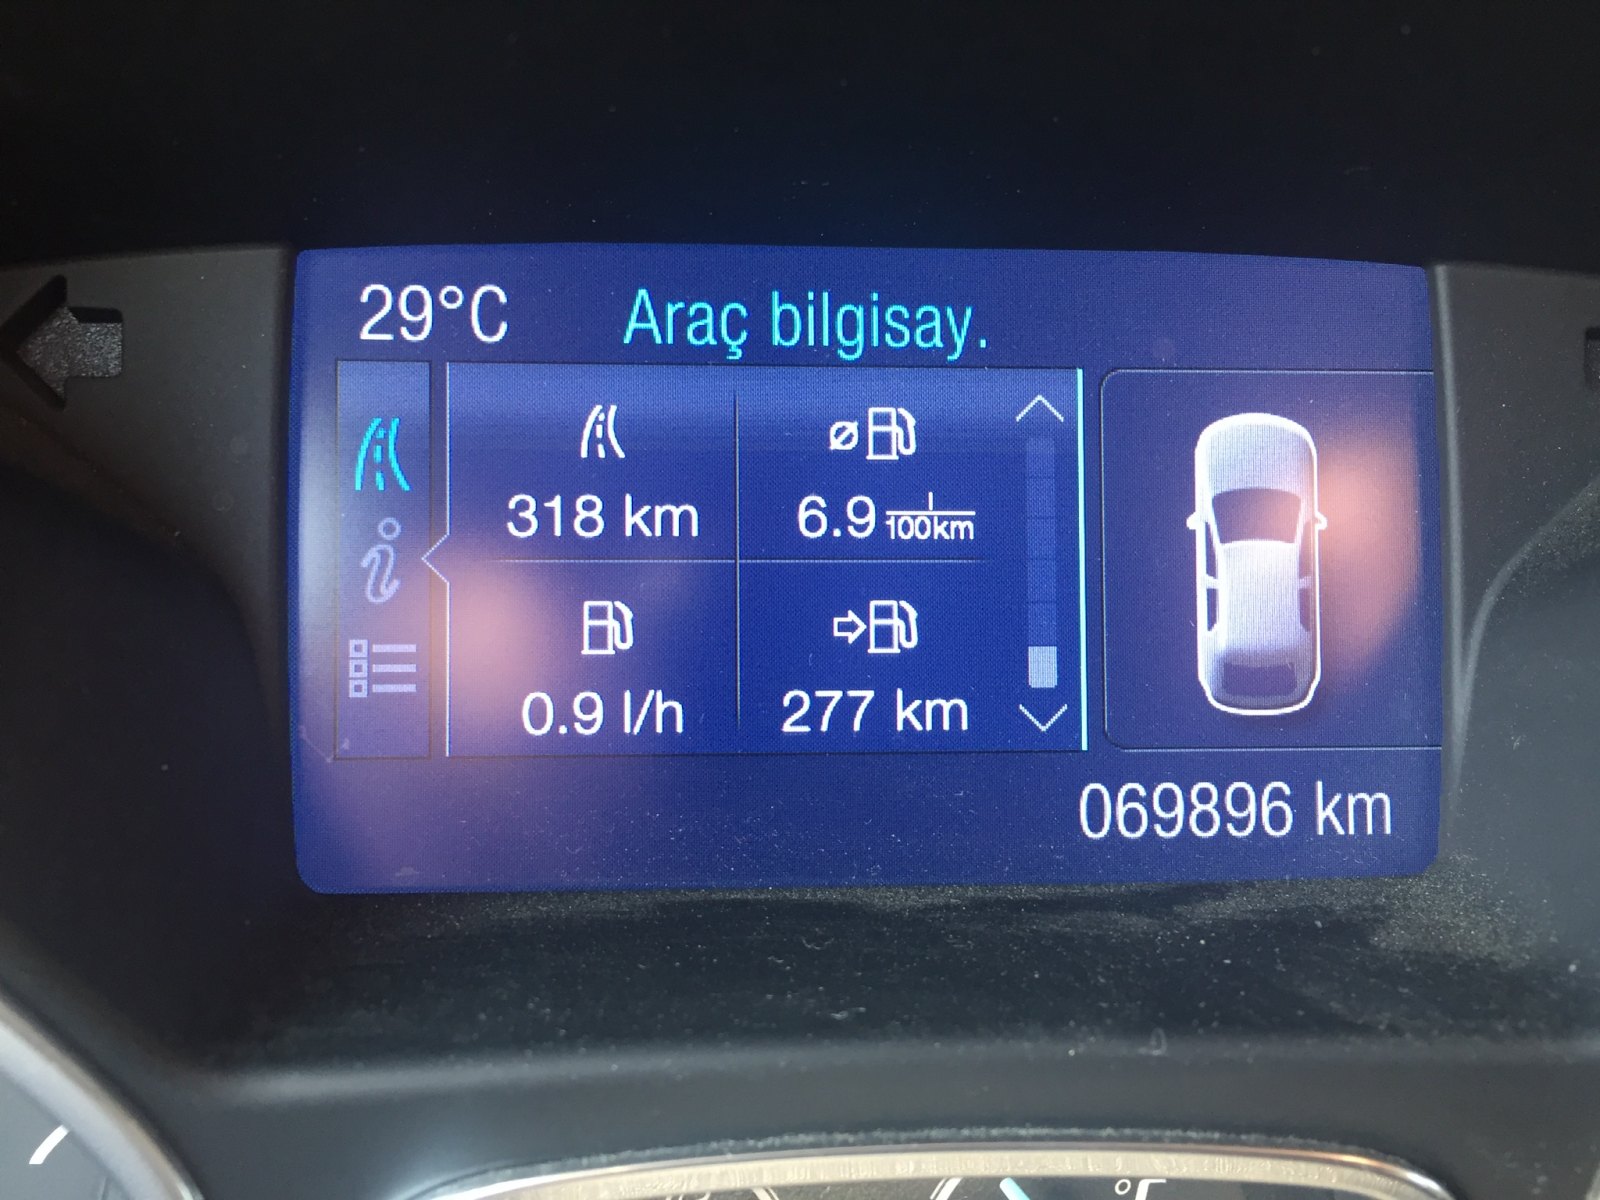 29°C Araç bilgisay.
318 km 6.9 l/100km
0.9 l/h 277 km
069896 km
°C